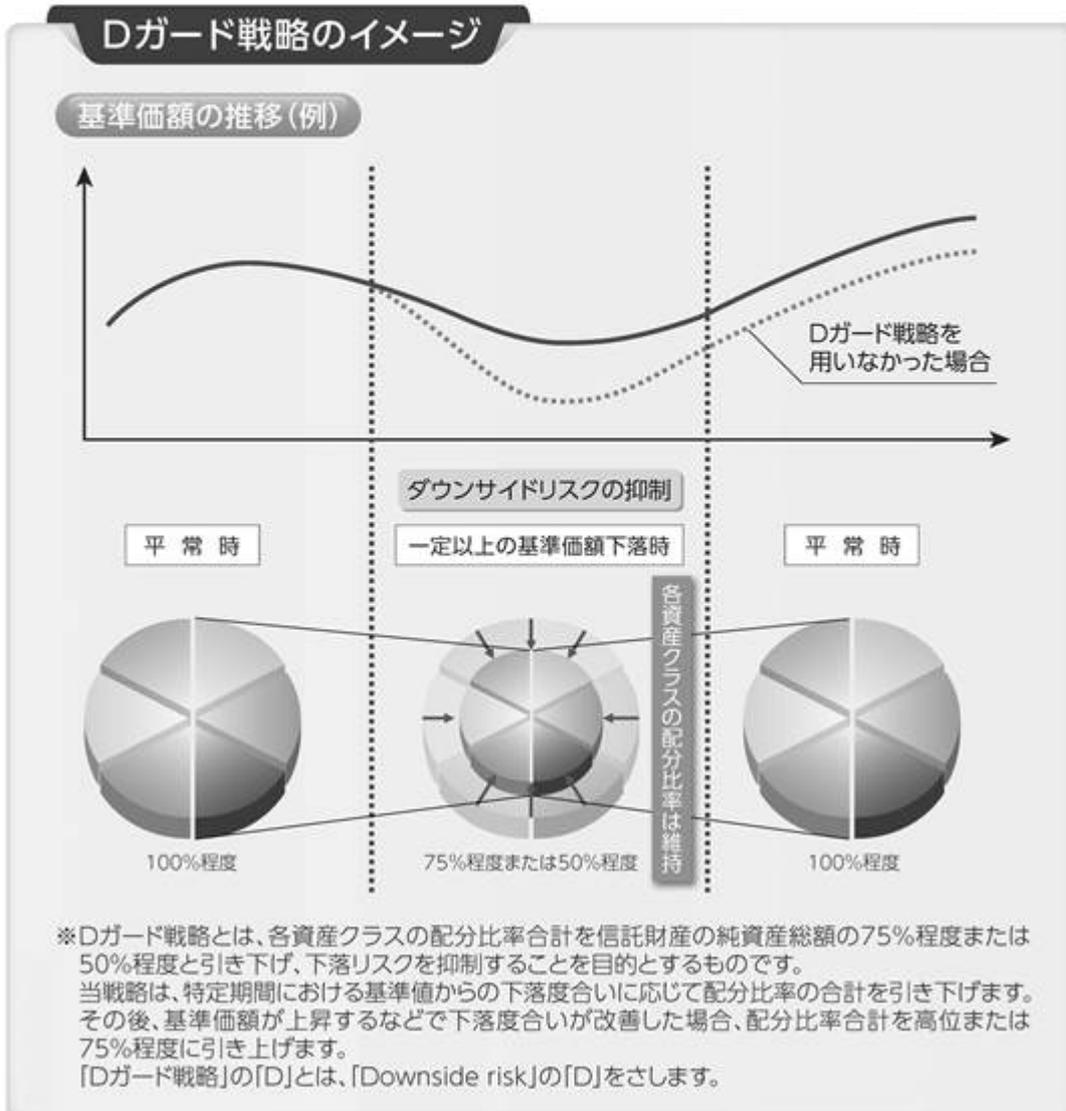 Dガード戦略のイメージ
基準価額の推移(例)
Dガード戦略を
用いなかった場合
ダウンサイドリスクの抑制
平常時
一定以上の基準価額下落時
平常時
各資産クラスの配分比率は維持
100%程度
75%程度または50%程度
100%程度
※Dガード戦略とは、各資産クラスの配分比率合計を信託財産の純資産総額の75%程度または
50%程度と引き下げ、下落リスクを抑制することを目的とするものです。
当戦略は、特定期間における基準値からの下落度合いに応じて配分比率の合計を引き下げます。
その後、基準価額が上昇するなどで下落度合いが改善した場合、配分比率合計を高位または
75%程度に引き上げます。
「Dガード戦略」の「D」とは、「Downside risk」の「D」をさします。